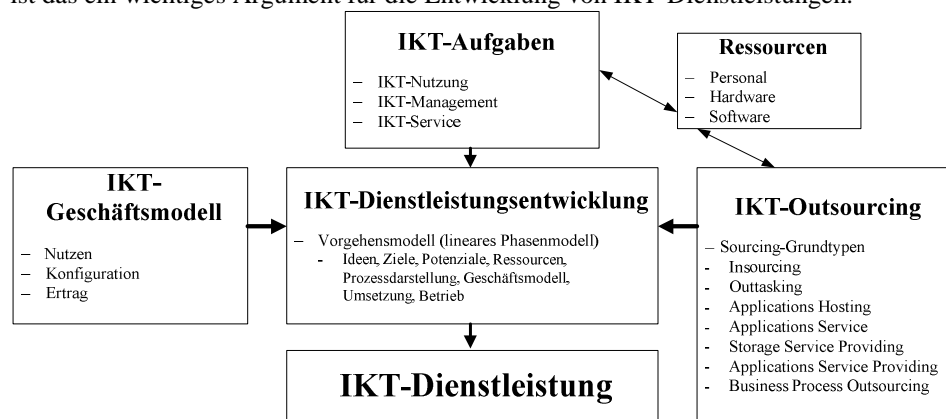 ist das ein wichtiges Argument für die Entwicklung von IKT-Dienstleistungen.
IKT-Aufgaben
– IKT-Nutzung
– IKT-Management
– IKT-Service
Ressourcen
– Personal
– Hardware
– Software
IKT-
Geschäftsmodell
– Nutzen
– Konfiguration
– Ertrag
IKT-Dienstleistungsentwicklung
– Vorgehensmodell (lineares Phasenmodell)
- Ideen, Ziele, Potenziale, Ressourcen,
Prozessdarstellung, Geschäftsmodell,
Umsetzung, Betrieb
IKT-Outsourcing
– Sourcing-Grundtypen
- Insourcing
- Outtasking
- Applications Hosting
- Applications Service
- Storage Service Providing
- Applications Service Providing
- Business Process Outsourcing
IKT-Dienstleistung